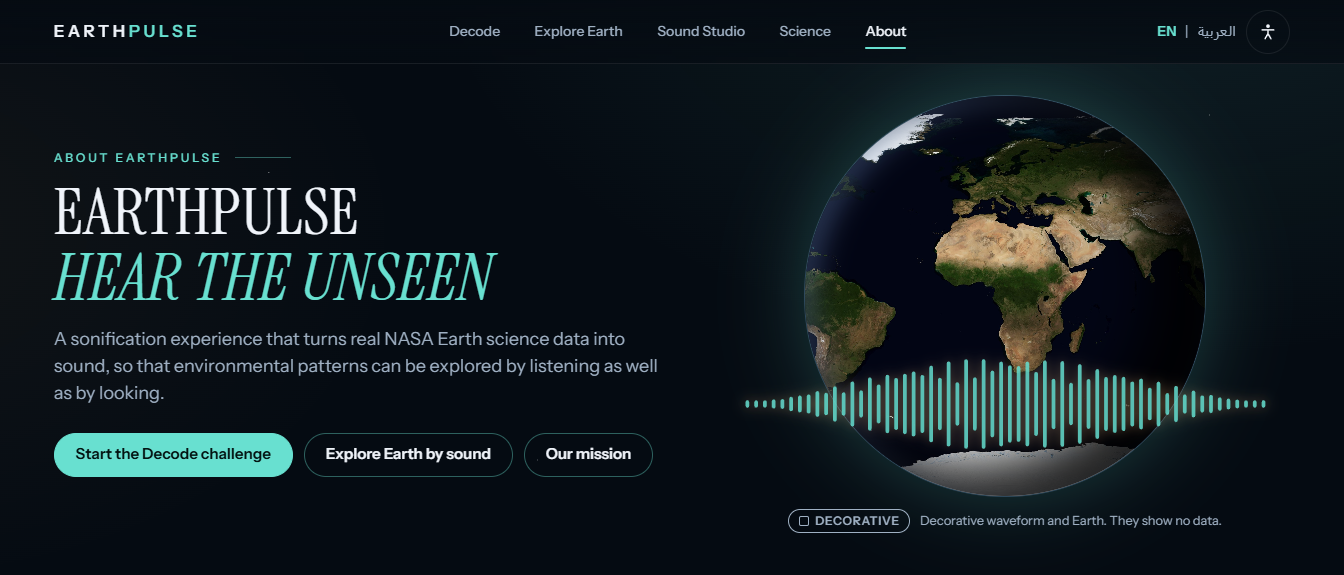 EARTHPULSE
Decode
Explore Earth
Sound Studio
Science
About
EN | العربية
ABOUT EARTHPULSE
EARTHPULSE
HEAR THE UNSEEN
A sonification experience that turns real NASA Earth science data into
sound, so that environmental patterns can be explored by listening as well
as by looking.
Start the Decode challenge
Explore Earth by sound
Our mission
DECORATIVE
Decorative waveform and Earth. They show no data.